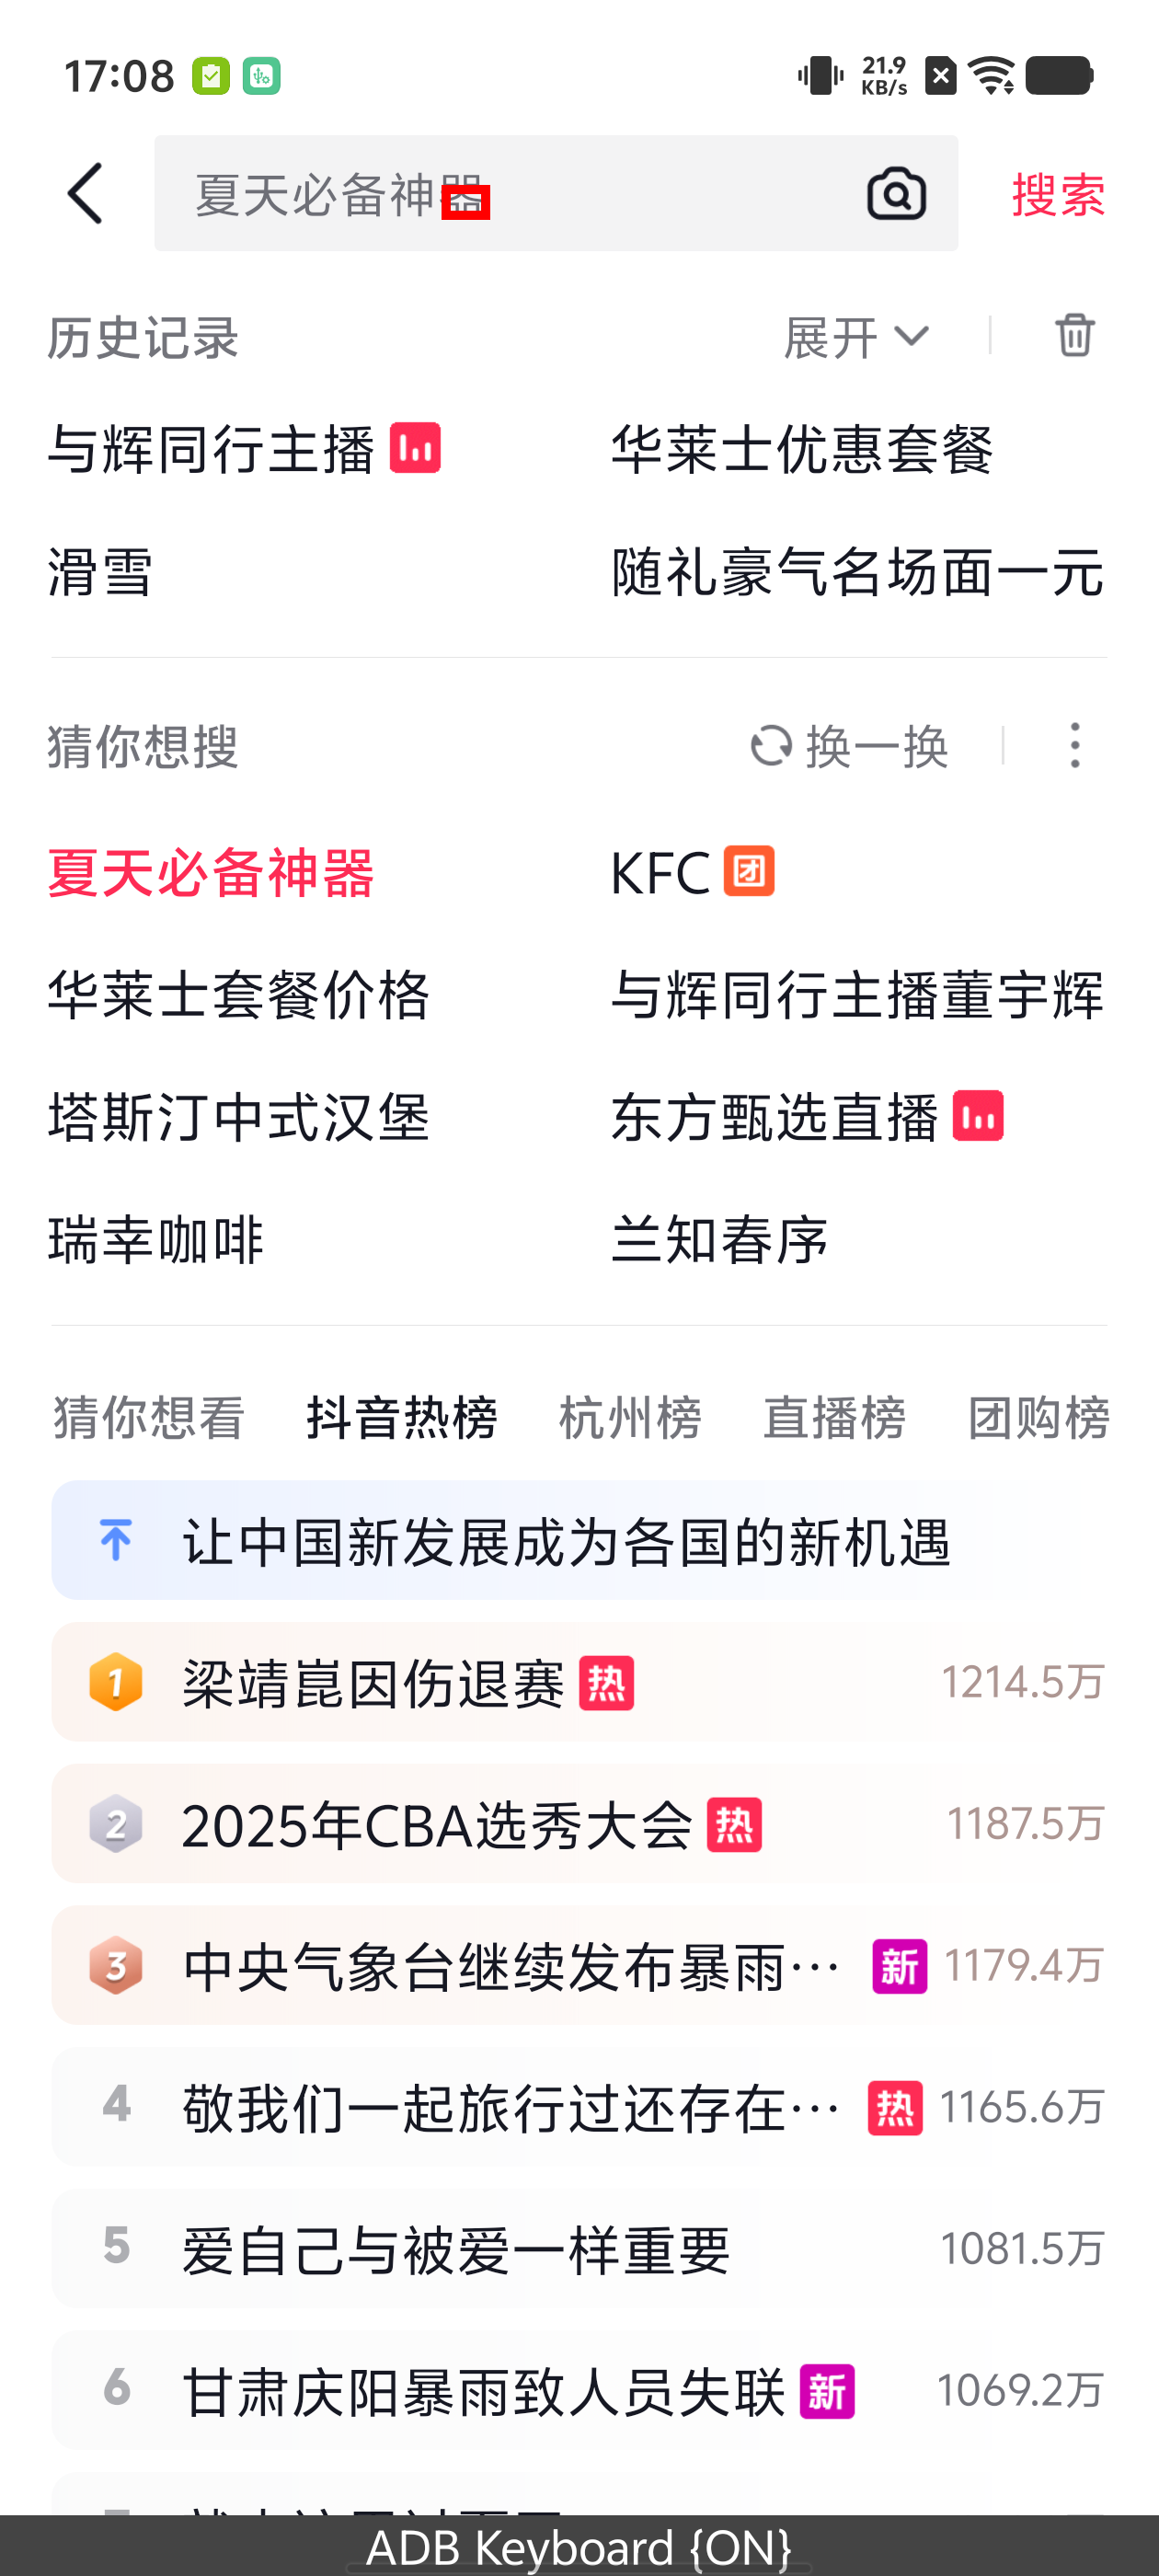 17:08 21.9 KB/s
夏天必备神器 搜索
历史记录 展开
与辉同行主播 华莱士优惠套餐
滑雪 随礼豪气名场面一元
猜你想搜 换一换
夏天必备神器 KFC 团
华莱士套餐价格 与辉同行主播董宇辉
塔斯汀中式汉堡 东方甄选直播
瑞幸咖啡 兰知春序
猜你想看 抖音热榜 杭州榜 直播榜 团购榜
让中国新发展成为各国的新机遇
1 梁靖崑因伤退赛 热 1214.5万
2 2025年CBA选秀大会 热 1187.5万
3 中央气象台继续发布暴雨… 新 1179.4万
4 敬我们一起旅行过还存在… 热 1165.6万
5 爱自己与被爱一样重要 1081.5万
6 甘肃庆阳暴雨致人员失联 新 1069.2万
ADB Keyboard {ON}